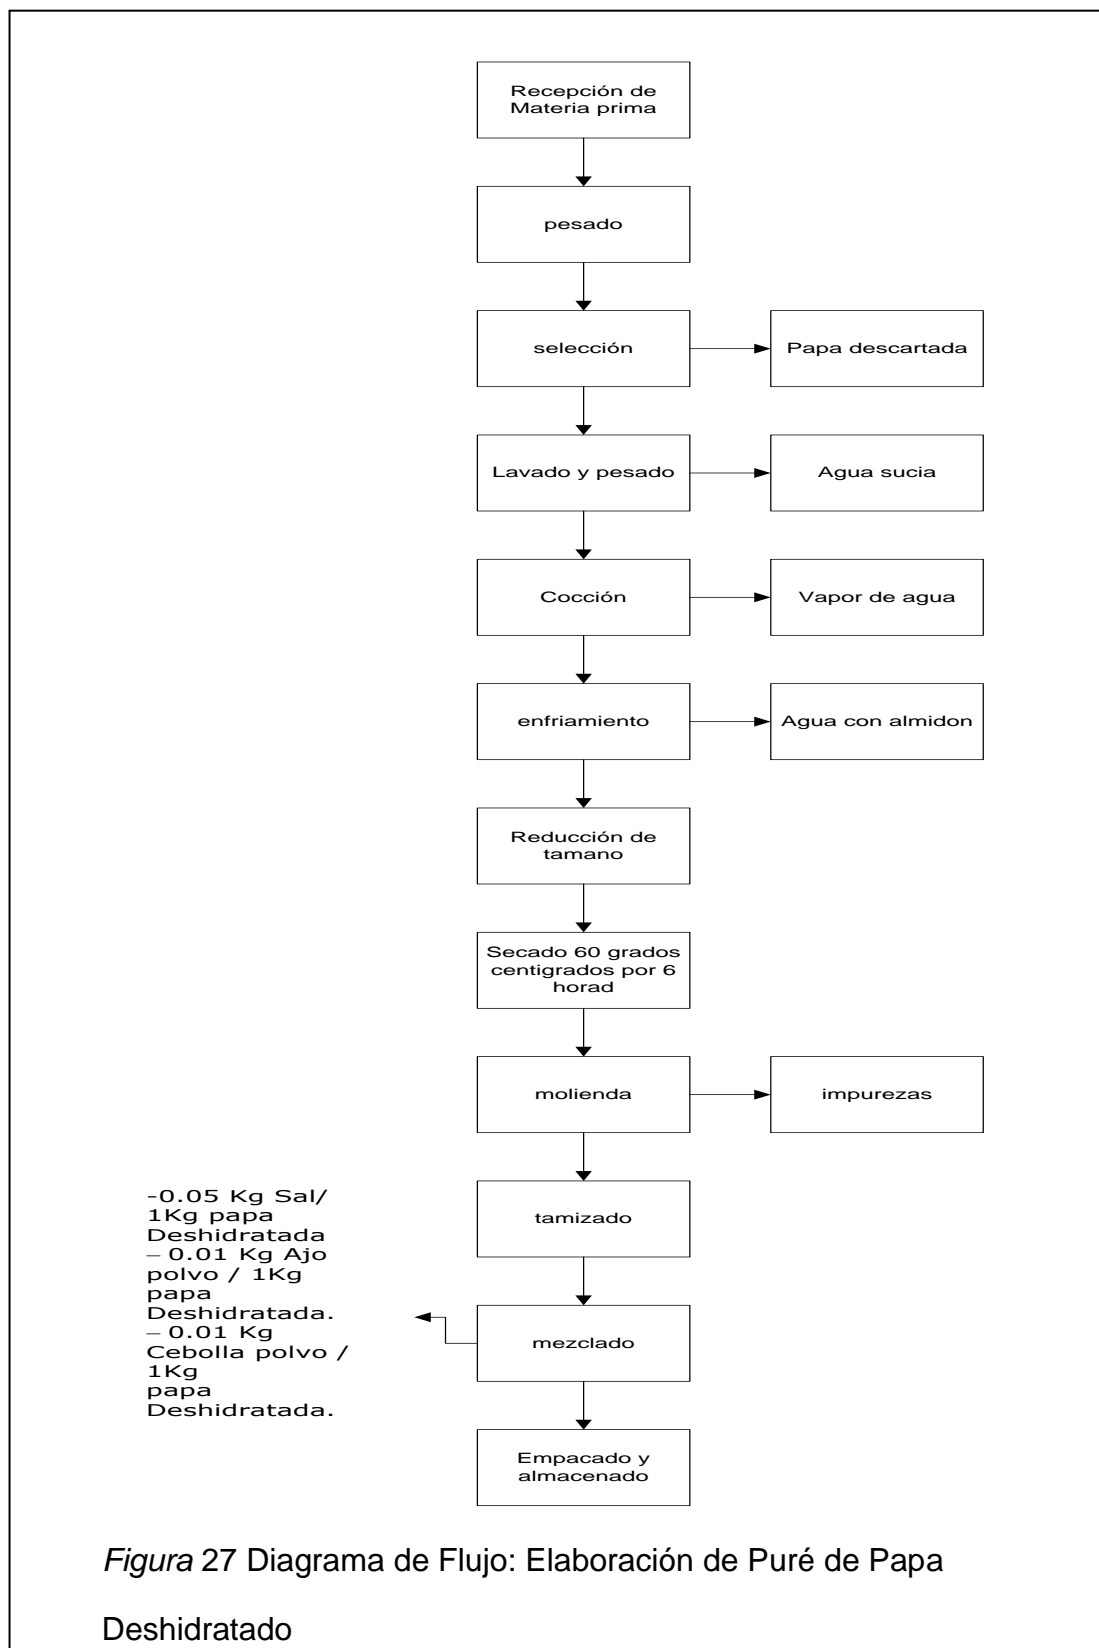 Recepción de
Materia prima
pesado
selección
Papa descartada
Lavado y pesado
Agua sucia
Cocción
Vapor de agua
enfriamiento
Agua con almidon
Reducción de
tamano
Secado 60 grados
centigrados por 6
horad
molienda
impurezas
tamizado
-0.05 Kg Sal/
1Kg papa
Deshidratada
– 0.01 Kg Ajo
polvo / 1Kg
papa
Deshidratada.
– 0.01 Kg
Cebolla polvo /
1Kg
papa
Deshidratada.
mezclado
Empacado y
almacenado
Figura 27 Diagrama de Flujo: Elaboración de Puré de Papa
Deshidratado